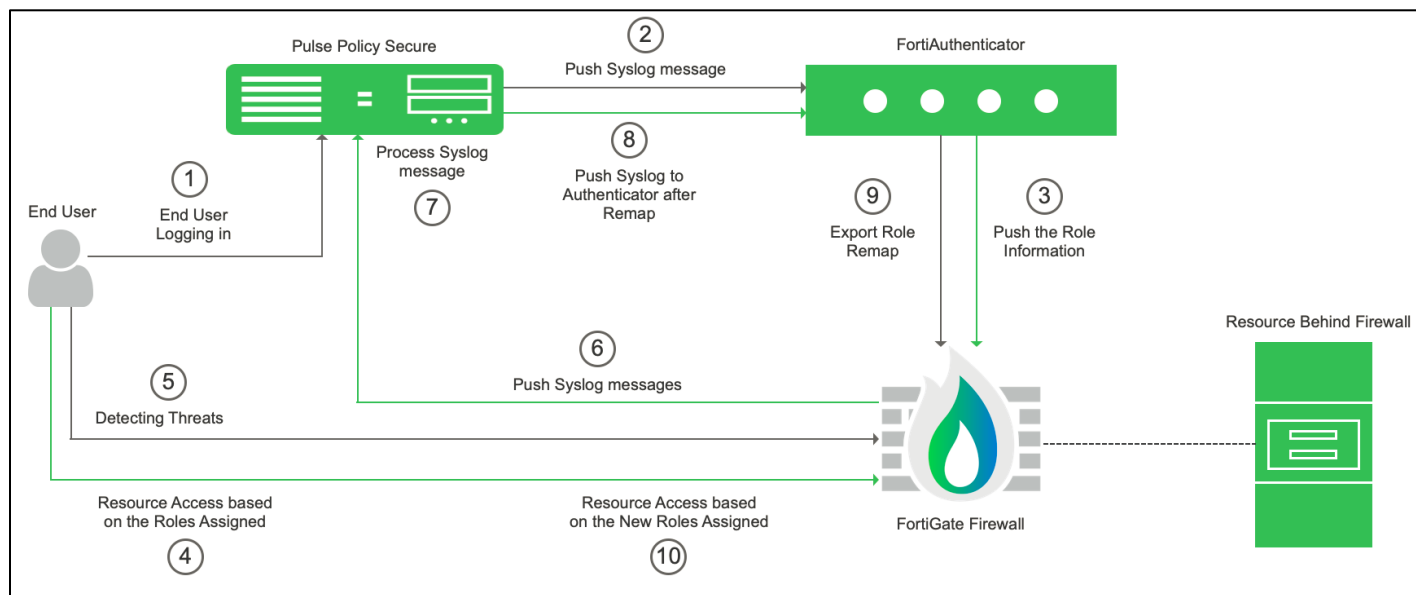 Pulse Policy Secure
2
Push Syslog message
FortiAuthenticator
8
Push Syslog to
Authenticator after
Remap
Process Syslog
message
7
1
End User
Logging in
End User
9
Export Role
Remap
3
Push the Role
Information
Resource Behind Firewall
6
Push Syslog messages
5
Detecting Threats
Resource Access based
on the Roles Assigned
4
Resource Access based
on the New Roles Assigned
10
FortiGate Firewall